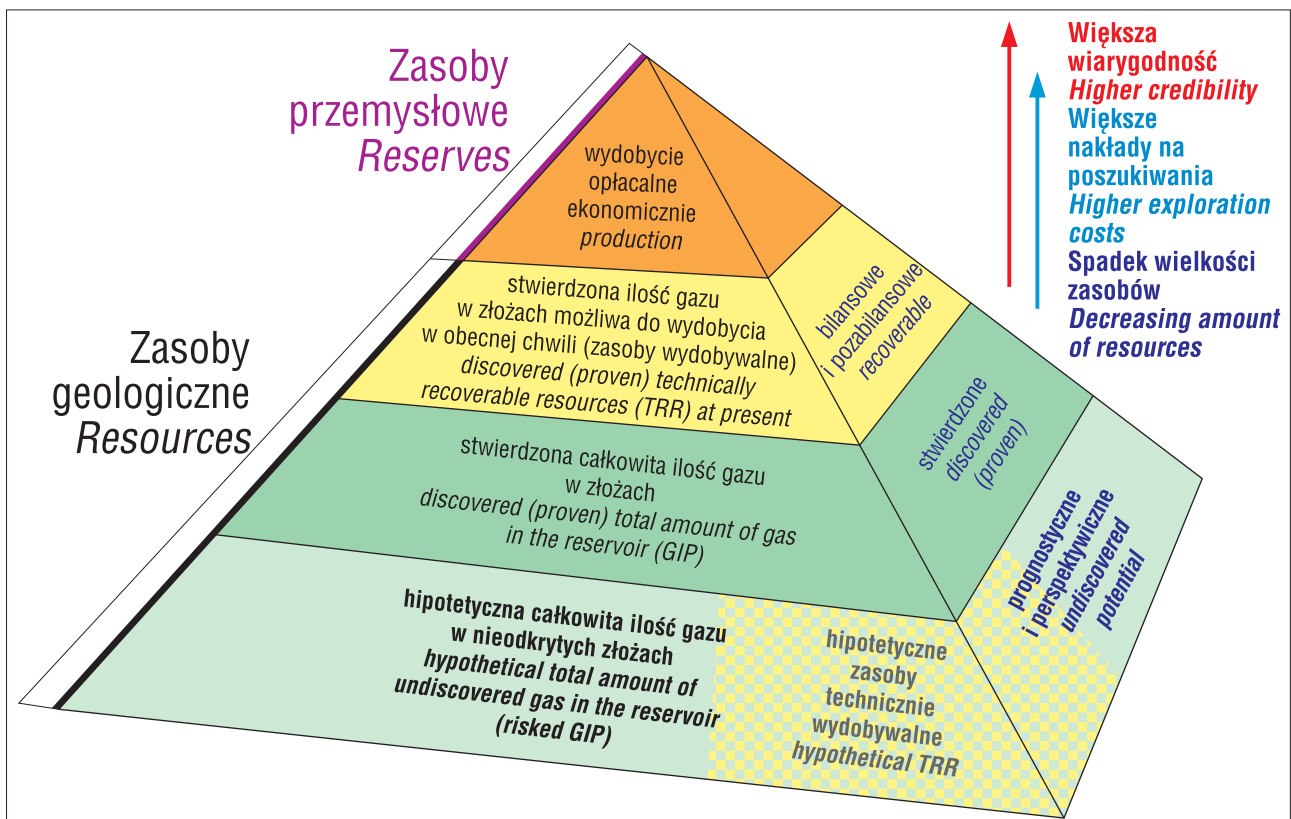 Zasoby
przemysłowe
Reserves
Większa
wiarygodność
Higher credibility
Większe
nakłady na
poszukiwania
Higher exploration
costs
Spadek wielkości
zasobów
Decreasing amount
of resources
wydobycie
opłacalne
ekonomicznie
production
Zasoby
geologiczne
Resources
stwierdzona ilość gazu
w złożach możliwa do wydobycia
w obecnej chwili (zasoby wydobywalne)
discovered (proven) technically
recoverable resources (TRR) at present
bilansowe
i pozabilansowe
recoverable
stwierdzona całkowita ilość gazu
w złożach
discovered (proven) total amount of gas
in the reservoir (GIP)
stwierdzone
discovered
(proven)
hipotetyczna całkowita ilość gazu
w nieodkrytych złożach
hypothetical total amount of
undiscovered gas in the reservoir
(risked GIP)
hipotetyczne
zasoby
technicznie
wydobywalne
hypothetical TRR
prognostyczne
i perspektywiczne
undiscovered
potential